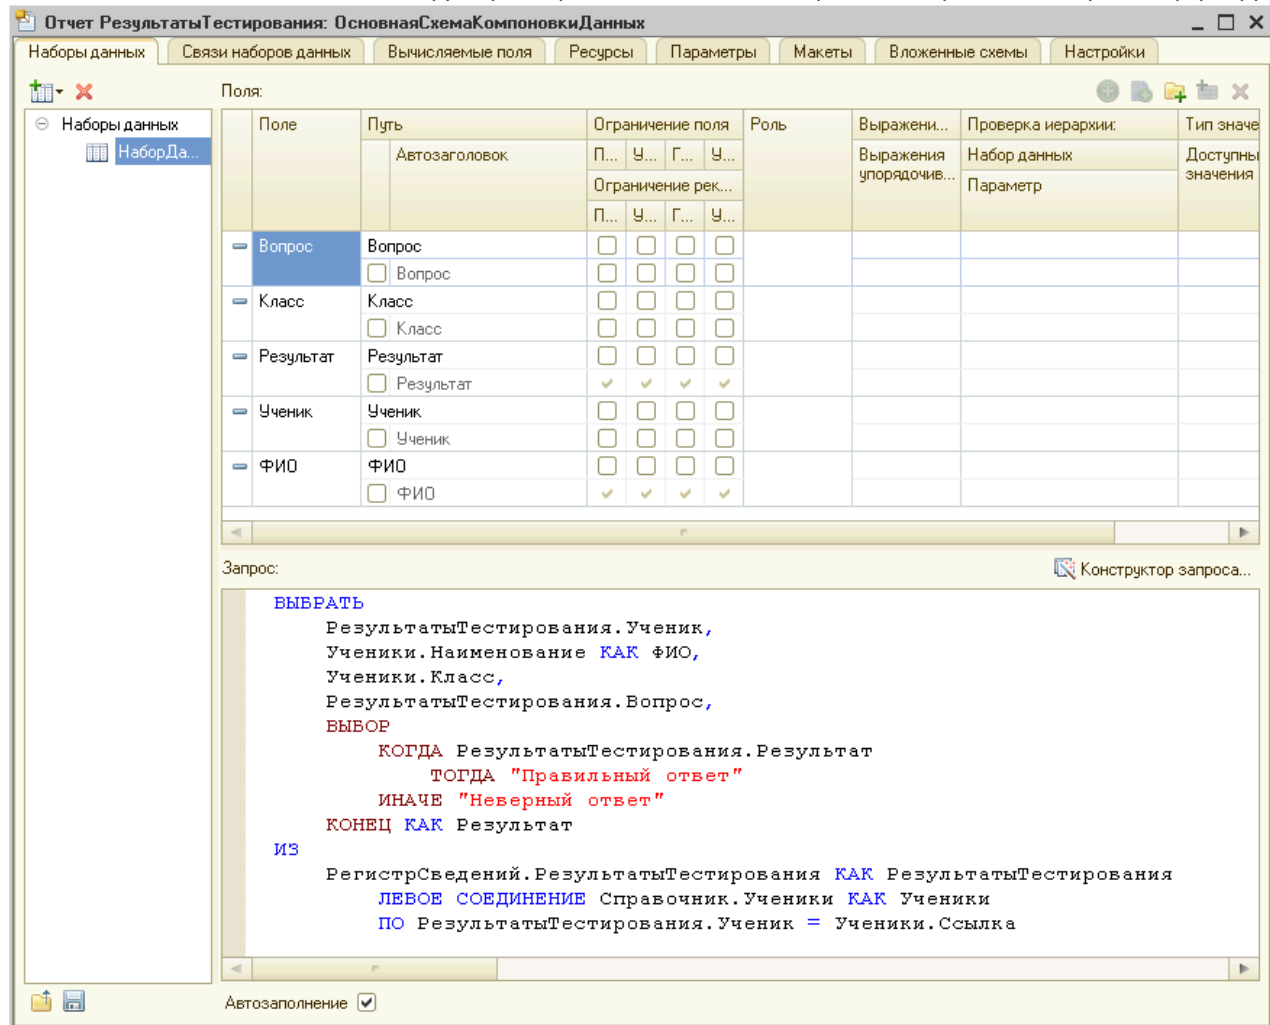 Отчет РезультатыТестирования: ОсновнаяСхемаКомпоновкиДанных
Наборы данных Связи наборов данных Вычисляемые поля Ресурсы Параметры Макеты Вложенные схемы Настройки
Поля:
Наборы данных
НаборДа...
Поле Путь Ограничение поля Роль Выражени... Проверка иерархии: Тип значе
Автозаголовок П... У... Г... У... Выражения упорядочив... Набор данных Доступны значения
Ограничение рек... Параметр
П... У... Г... У...
Вопрос Вопрос
Вопрос
Класс Класс
Класс
Результат Результат
Результат
Ученик Ученик
Ученик
ФИО ФИО
ФИО
Запрос: Конструктор запроса...
ВЫБРАТЬ
РезультатыТестирования.Ученик,
Ученики.Наименование КАК ФИО,
Ученики.Класс,
РезультатыТестирования.Вопрос,
ВЫБОР
КОГДА РезультатыТестирования.Результат
ТОГДА "Правильный ответ"
ИНАЧЕ "Неверный ответ"
КОНЕЦ КАК Результат
ИЗ
РегистрСведений.РезультатыТестирования КАК РезультатыТестирования
ЛЕВОЕ СОЕДИНЕНИЕ Справочник.Ученики КАК Ученики
ПО РезультатыТестирования.Ученик = Ученики.Ссылка
Автозаполнение